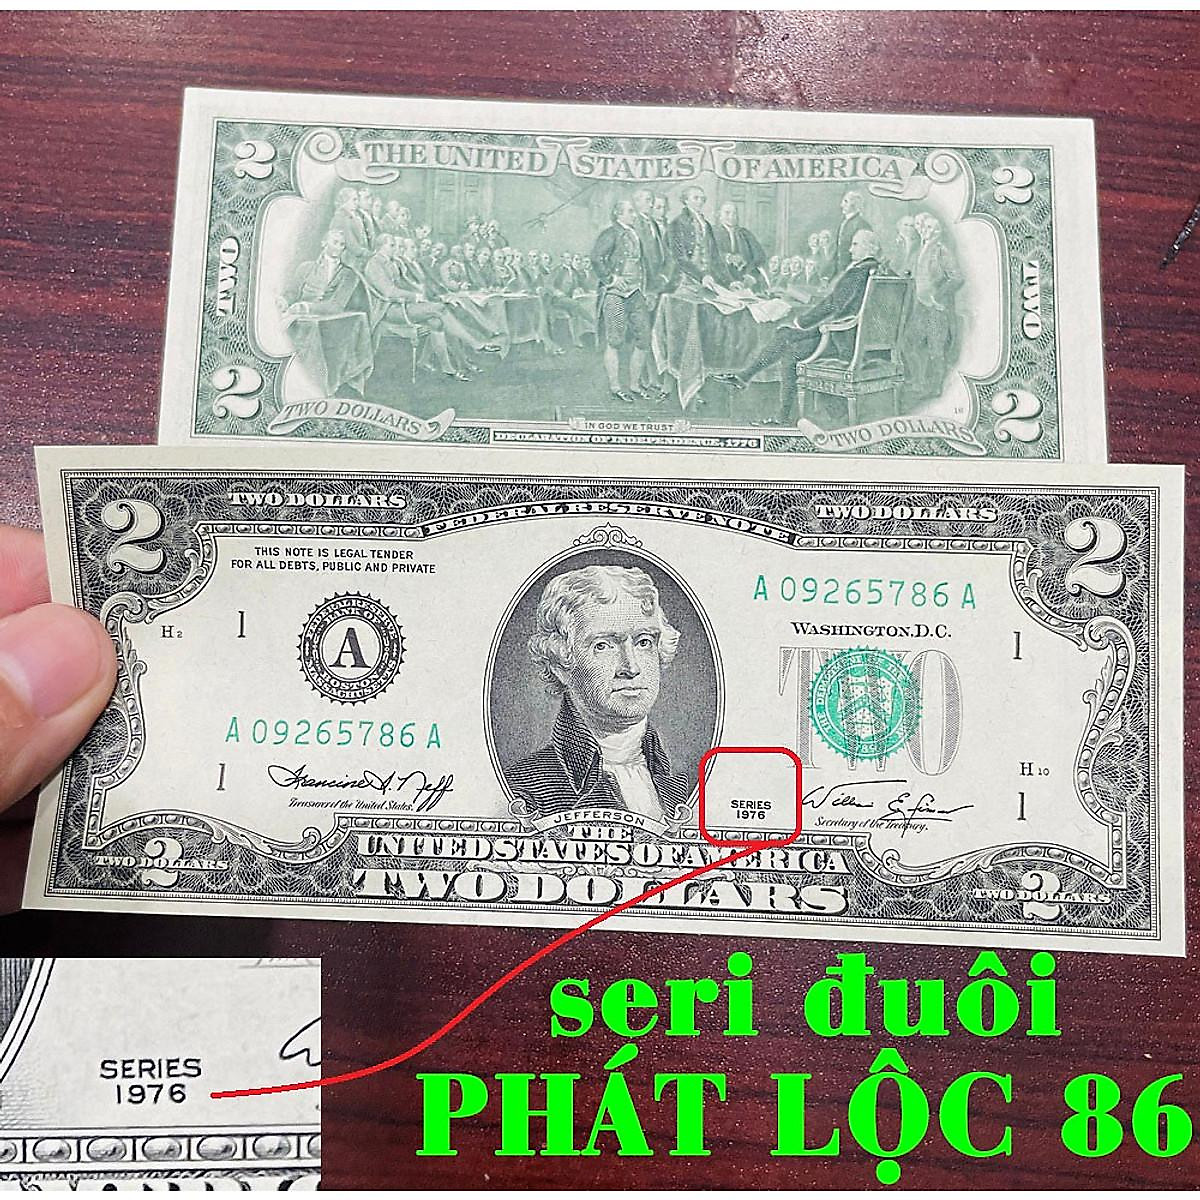 THE UNITED STATES OF AMERICA
2
2
TWO
TWO
2
2
TWO DOLLARS
IN GOD WE TRUST
DECLARATION OF INDEPENDENCE, 1776
TWO DOLLARS
2
TWO DOLLARS
FEDERAL RESERVE NOTE
TWO DOLLARS
2
THIS NOTE IS LEGAL TENDER
FOR ALL DEBTS, PUBLIC AND PRIVATE
A 09265786 A
H2
1
A
WASHINGTON, D.C.
1
TWO
A 09265786 A
1
Treasurer of the United States.
JEFFERSON
SERIES
1976
Secretary of the Treasury.
H 10
1
THE
UNITED STATES OF AMERICA
TWO DOLLARS
2
TWO DOLLARS
TWO DOLLARS
2
SERIES
1976
seri đuôi
PHÁT LỘC 86